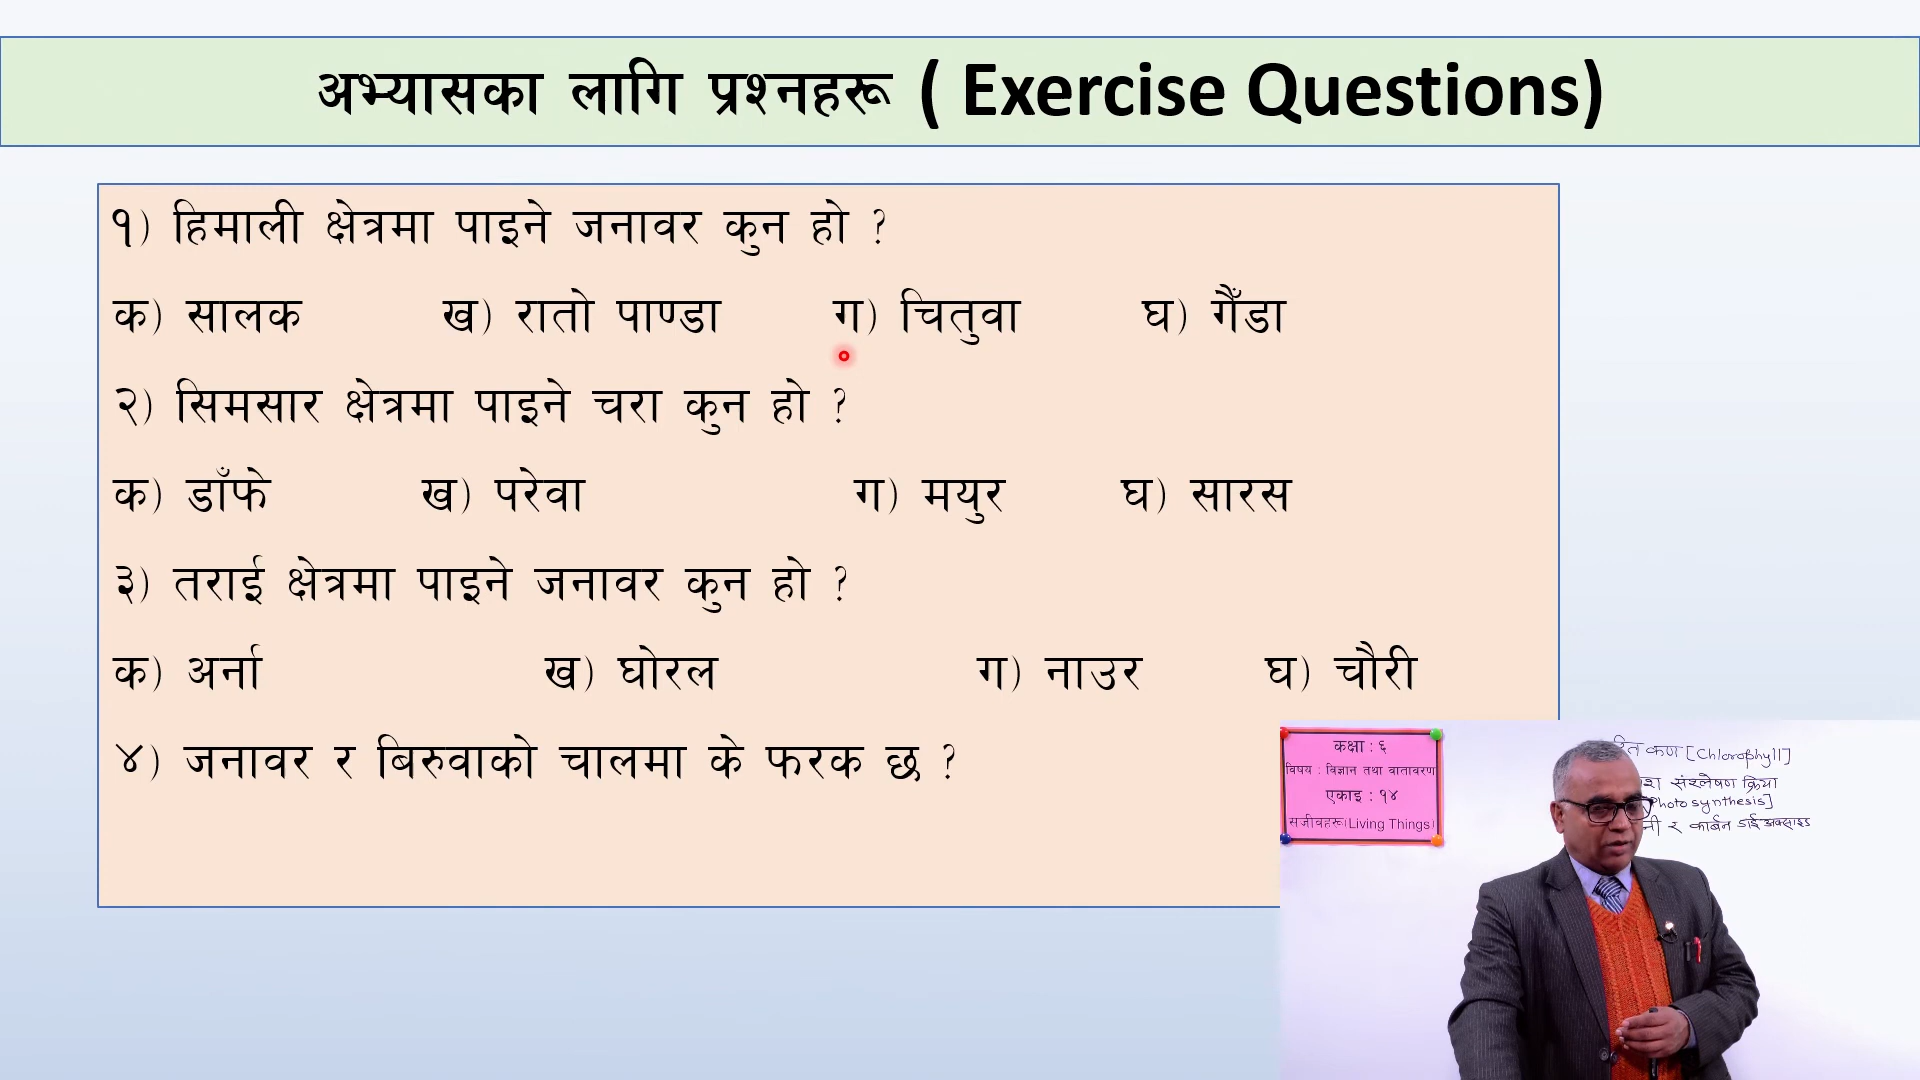 अभ्यासका लागि प्रश्नहरू ( Exercise Questions)
१) हिमाली क्षेत्रमा पाइने जनावर कुन हो ?
क) सालक ख) रातो पाण्डा ग) चितुवा घ) गैँडा
२) सिमसार क्षेत्रमा पाइने चरा कुन हो ?
क) डाँफे ख) परेवा ग) मयुर घ) सारस
३) तराई क्षेत्रमा पाइने जनावर कुन हो ?
क) अर्ना ख) घोरल ग) नाउर घ) चौरी
४) जनावर र बिरुवाको चालमा के फरक छ ?
कक्षा : ६
विषय : विज्ञान तथा वातावरण
एकाइ : १४
सजीवहरू(Living Things)
कण [Chlorophyll]
संश्लेषण क्रिया
Photosynthesis]
र कार्बन डाईअक्साइड